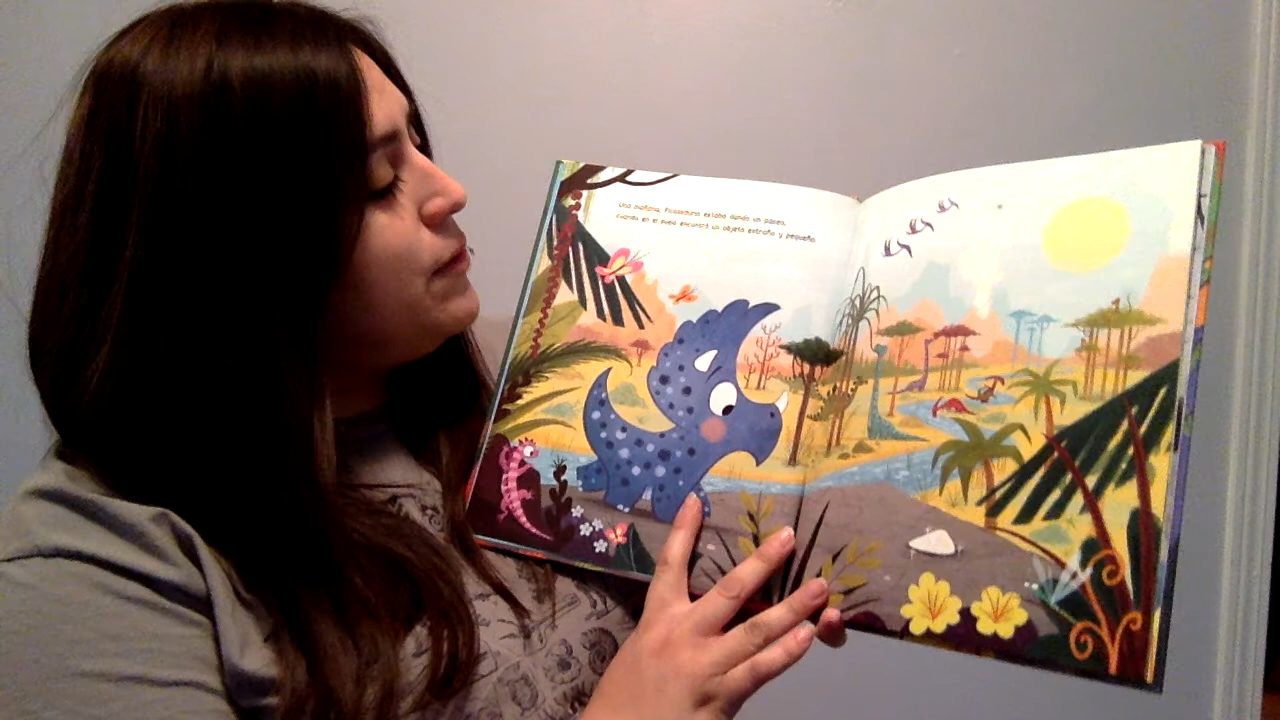 Una mañana, estaba dando un paseo,
cuando en el suelo encontró un objeto extraño y pequeño.